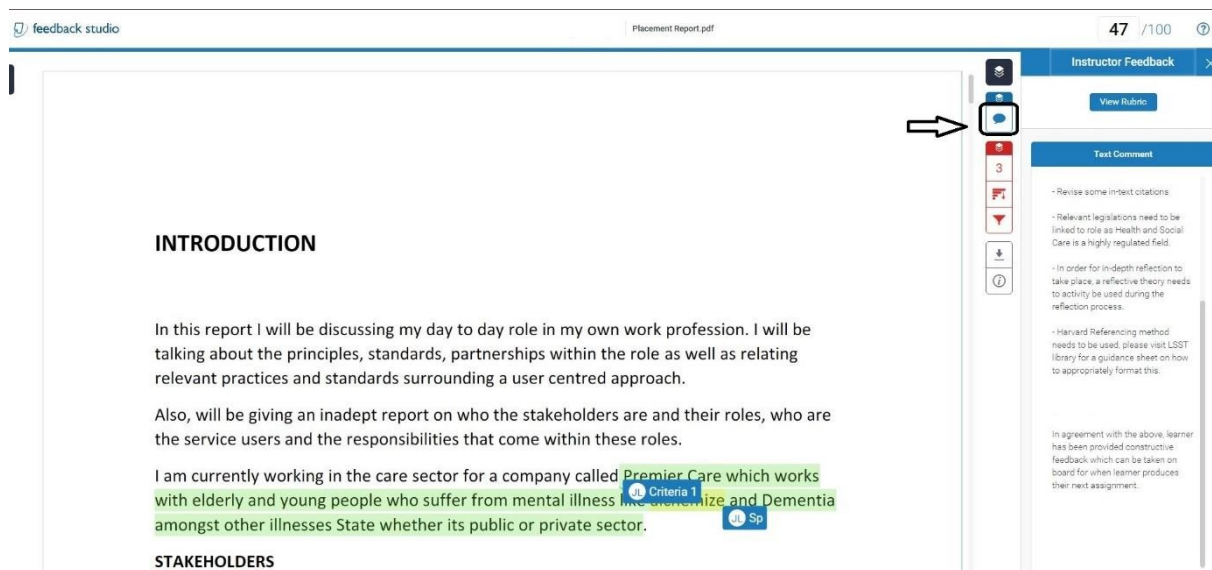 feedback studio
Placement Report.pdf
47 /100
Instructor Feedback
View Rubric
3
Text Comment
- Revise some in-text citations
- Relevant legislations need to be
linked to role as Health and Social
Care is a highly regulated field.
- In order for in-depth reflection to
take place, a reflective theory needs
to activity be used during the
reflection process.
- Harvard Referencing method
needs to be used, please visit LSST
library for a guidance sheet on how
to appropriately format this.
In agreement with the above, learner
has been provided constructive
feedback which can be taken on
board for when learner produces
their next assignment.
INTRODUCTION
In this report I will be discussing my day to day role in my own work profession. I will be
talking about the principles, standards, partnerships within the role as well as relating
relevant practices and standards surrounding a user centred approach.
Also, will be giving an inadept report on who the stakeholders are and their roles, who are
the service users and the responsibilities that come within these roles.
I am currently working in the care sector for a company called Premier Care which works
with elderly and young people who suffer from mental illness and Dementia
JL Criteria 1
JL Sp
amongst other illnesses State whether its public or private sector.
STAKEHOLDERS